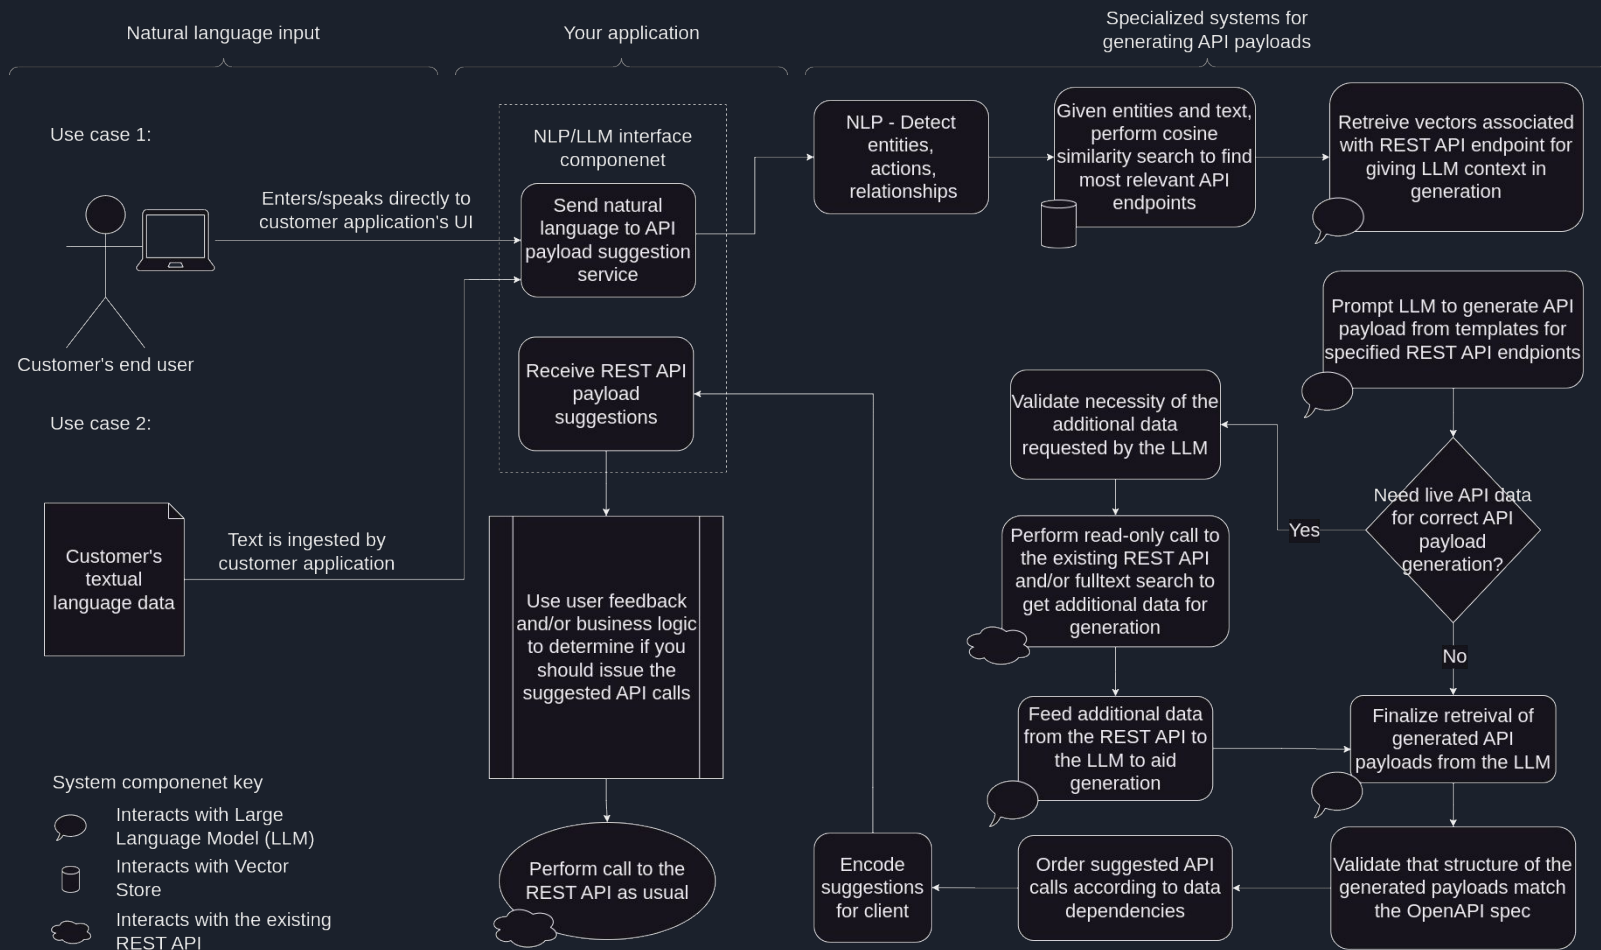 Natural language input
Your application
Specialized systems for
generating API payloads
Use case 1:
Enters/speaks directly to
customer application's UI
Customer's end user
Use case 2:
Customer's
textual
language data
Text is ingested by
customer application
NLP/LLM interface
componenet
Send natural
language to API
payload suggestion
service
Receive REST API
payload
suggestions
Use user feedback
and/or business logic
to determine if you
should issue the
suggested API calls
Perform call to the
REST API as usual
NLP - Detect
entities,
actions,
relationships
Given entities and text,
perform cosine
similarity search to find
most relevant API
endpoints
Retreive vectors associated
with REST API endpoint for
giving LLM context in
generation
Prompt LLM to generate API
payload from templates for
specified REST API endpionts
Need live API data
for correct API
payload
generation?
Yes
No
Validate necessity of the
additional data
requested by the LLM
Perform read-only call to
the existing REST API
and/or fulltext search to
get additional data for
generation
Feed additional data
from the REST API to
the LLM to aid
generation
Finalize retreival of
generated API
payloads from the LLM
Validate that structure of the
generated payloads match
the OpenAPI spec
Order suggested API
calls according to data
dependencies
Encode
suggestions
for client
System componenet key
Interacts with Large
Language Model (LLM)
Interacts with Vector
Store
Interacts with the existing
REST API